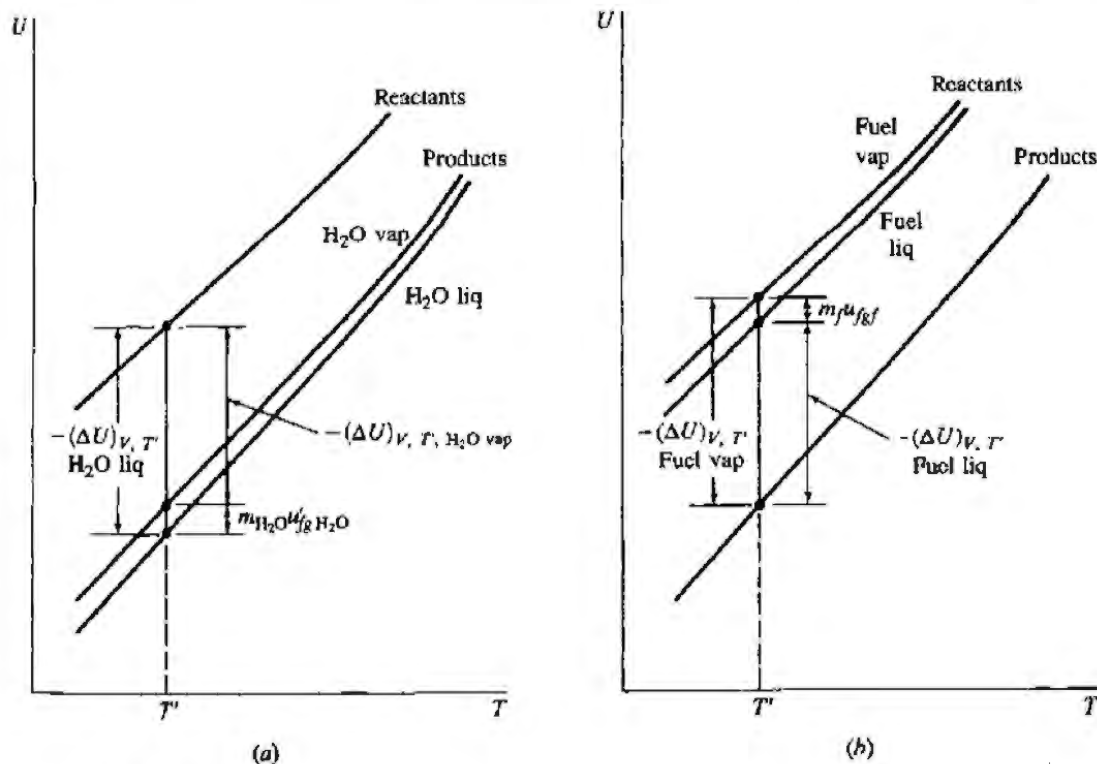 U
Reactants
Products
H₂O vap
H₂O liq
−(ΔU)V, T′
H₂O liq
−(ΔU)V, T′, H₂O vap
mH₂Ou′fg H₂O
T′
T
(a)
U
Reactants
Fuel
vap
Products
Fuel
liq
mfufgf
−(ΔU)V, T′
Fuel vap
−(ΔU)V, T′
Fuel liq
T′
T
(b)